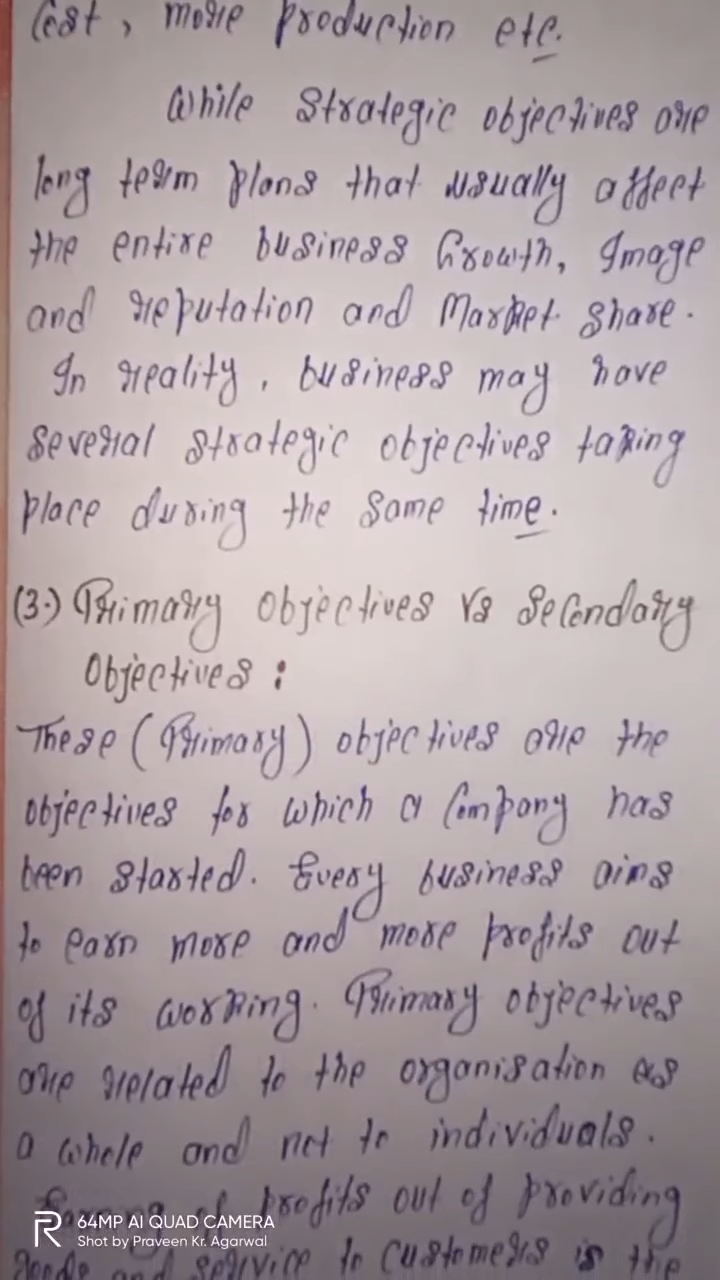 Cost, more production etc.
While Strategic objectives are
long term plans that usually affect
the entire business Growth, Image
and reputation and Market share.
In reality, business may have
several strategic objectives taking
place during the same time.
(3.) Primary Objectives Vs Secondary
Objectives :
These (Primary) objectives are the
objectives for which a Company has
been started. Every business aims
to earn more and more profits out
of its working. Primary objectives
are related to the organisation as
a whole and not to individuals.
Earning of profits out of providing
goods and service to customers is the
64MP AI QUAD CAMERA
Shot by Praveen Kr. Agarwal